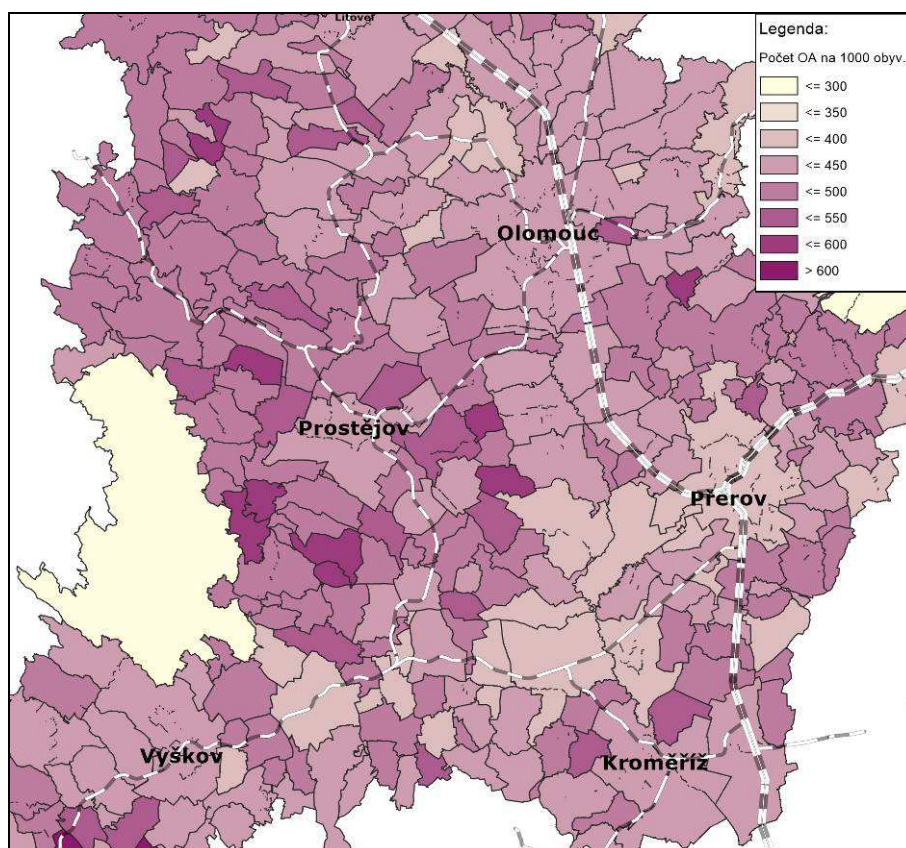 Litovel
Legenda:
Počet OA na 1000 obyv.
<= 300
<= 350
<= 400
<= 450
<= 500
<= 550
<= 600
> 600
Olomouc
Prostějov
Přerov
Vyškov
Kroměříž